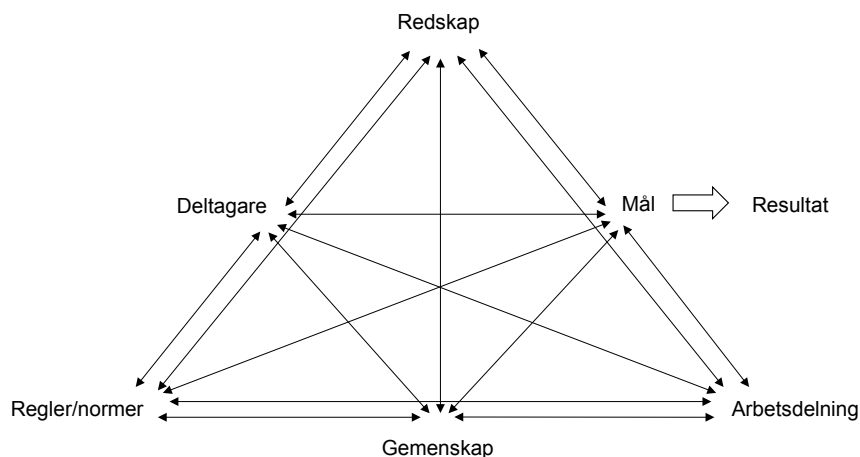 Redskap
Deltagare
Mål
Resultat
Regler/normer
Arbetsdelning
Gemenskap